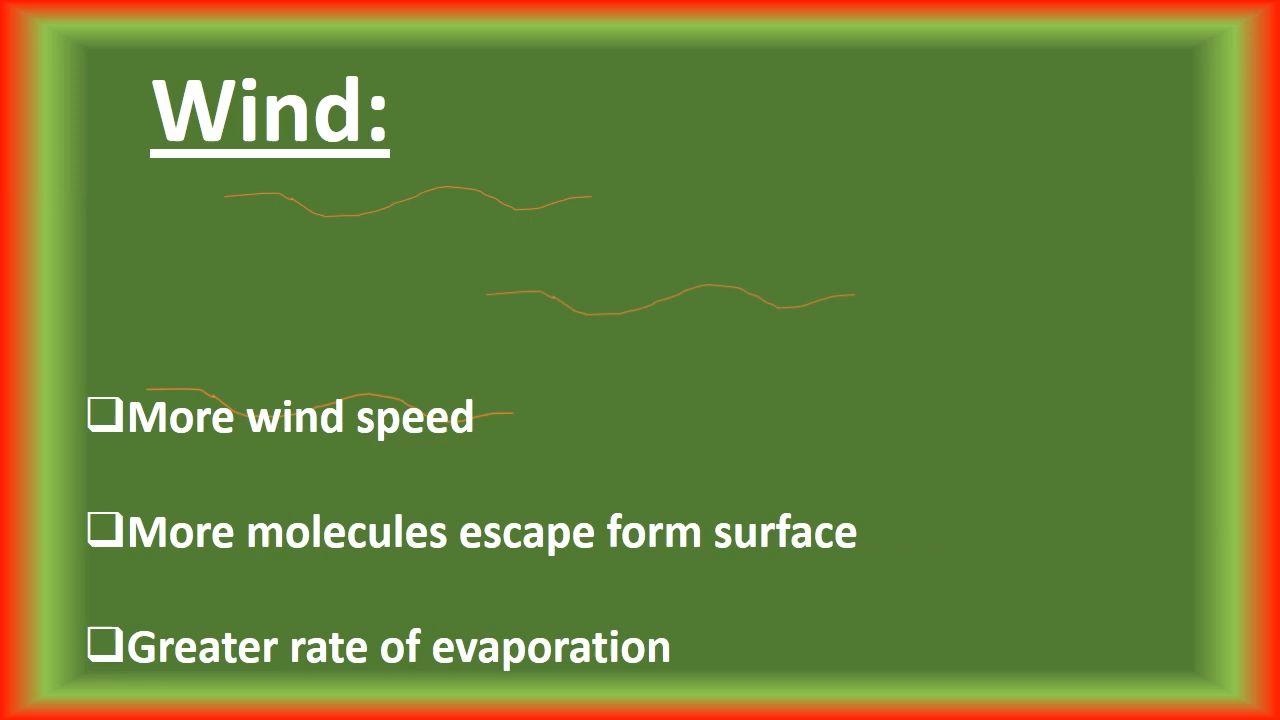 Wind:
❑More wind speed
❑More molecules escape form surface
❑Greater rate of evaporation